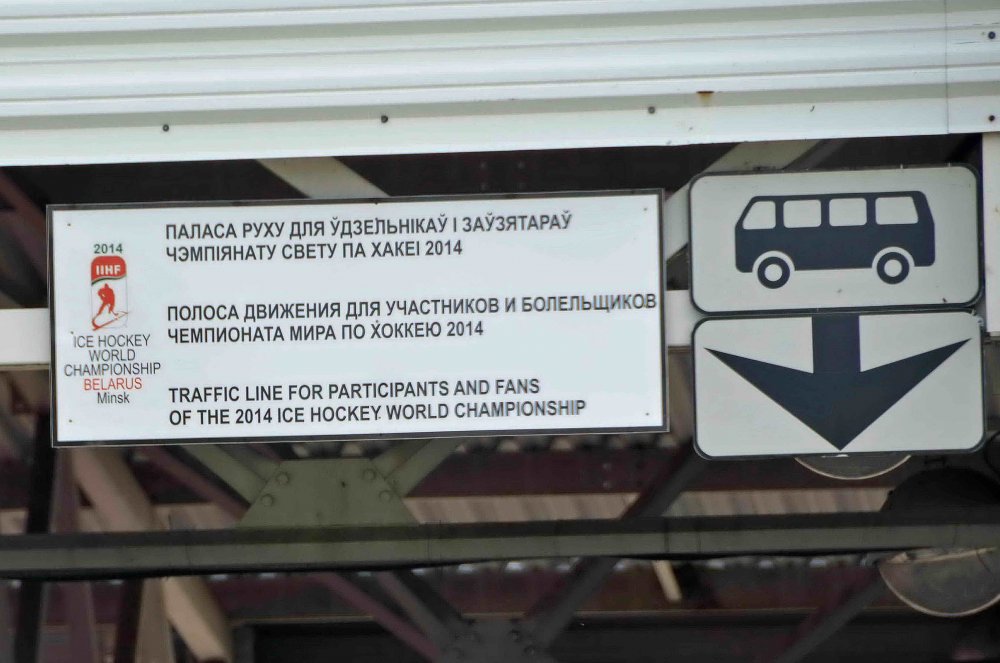 ПАЛАСА РУХУ ДЛЯ ЎДЗЕЛЬНІКАЎ І ЗАЎЗЯТАРАЎ
ЧЭМПІЯНАТУ СВЕТУ ПА ХАКЕІ 2014
2014
IIHF
ICE HOCKEY
WORLD
CHAMPIONSHIP
BELARUS
Minsk
ПОЛОСА ДВИЖЕНИЯ ДЛЯ УЧАСТНИКОВ И БОЛЕЛЬЩИКОВ
ЧЕМПИОНАТА МИРА ПО ХОККЕЮ 2014
TRAFFIC LINE FOR PARTICIPANTS AND FANS
OF THE 2014 ICE HOCKEY WORLD CHAMPIONSHIP